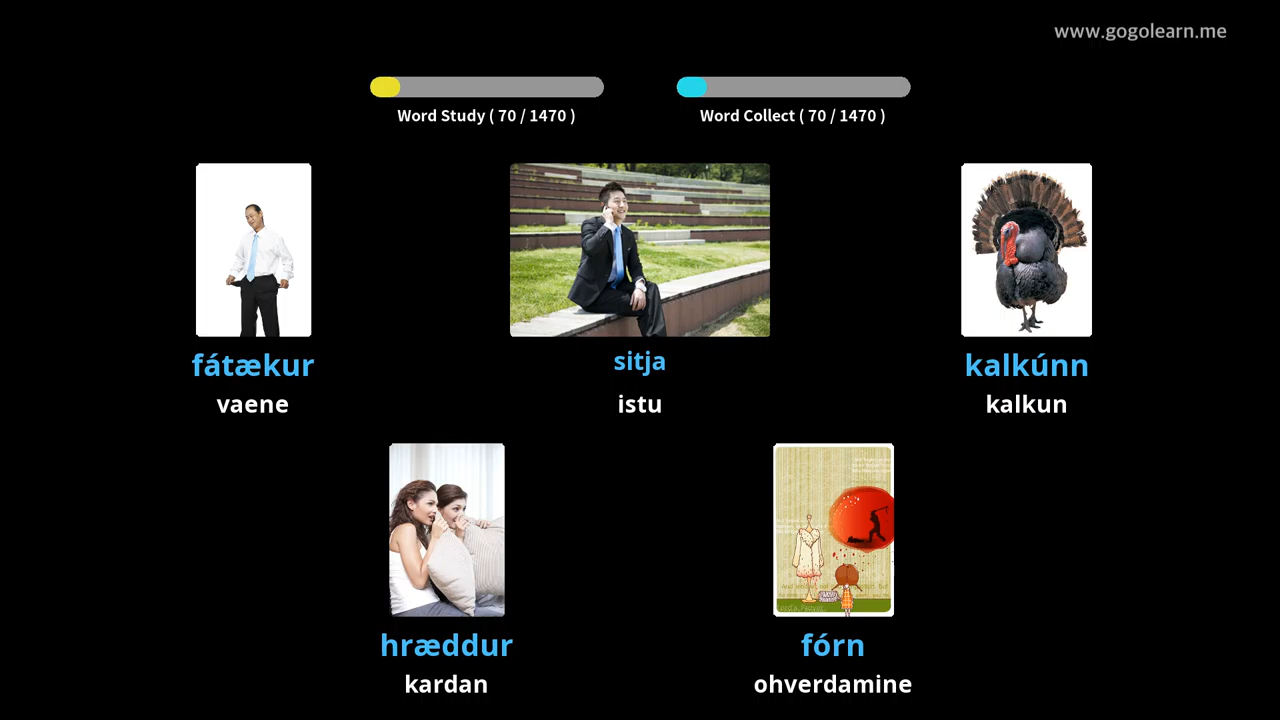 www.gogolearn.me
Word Study ( 70 / 1470 )
Word Collect ( 70 / 1470 )
fátækur
vaene
sitja
istu
kalkúnn
kalkun
hræddur
kardan
fórn
ohverdamine